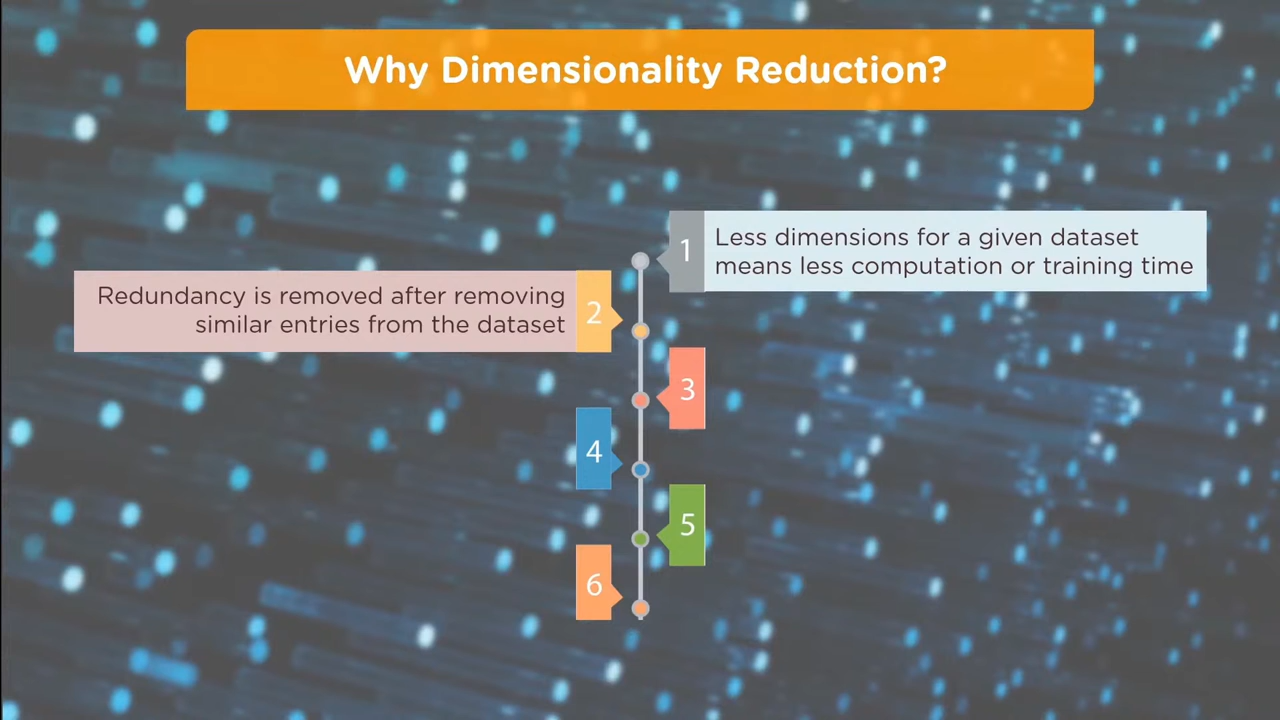 Why Dimensionality Reduction?
1
Less dimensions for a given dataset
means less computation or training time
2
Redundancy is removed after removing
similar entries from the dataset
3
4
5
6